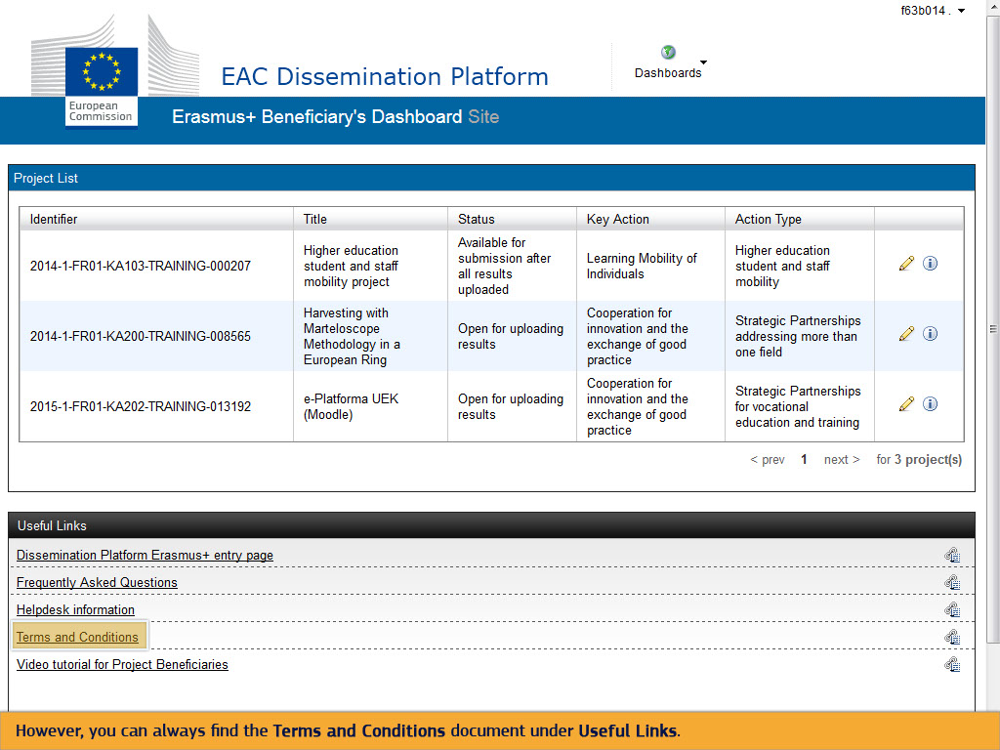 f63b014 .
EAC Dissemination Platform
Dashboards
European
Commission
Erasmus+ Beneficiary's Dashboard Site
Project List
Identifier Title Status Key Action Action Type
2014-1-FR01-KA103-TRAINING-000207
Higher education
student and staff
mobility project
Available for
submission after
all results
uploaded
Learning Mobility of
Individuals
Higher education
student and staff
mobility
2014-1-FR01-KA200-TRAINING-008565
Harvesting with
Marteloscope
Methodology in a
European Ring
Open for uploading
results
Cooperation for
innovation and the
exchange of good
practice
Strategic Partnerships
addressing more than
one field
2015-1-FR01-KA202-TRAINING-013192
e-Platforma UEK
(Moodle)
Open for uploading
results
Cooperation for
innovation and the
exchange of good
practice
Strategic Partnerships
for vocational
education and training
< prev 1 next > for 3 project(s)
Useful Links
Dissemination Platform Erasmus+ entry page
Frequently Asked Questions
Helpdesk information
Terms and Conditions
Video tutorial for Project Beneficiaries
However, you can always find the Terms and Conditions document under Useful Links.